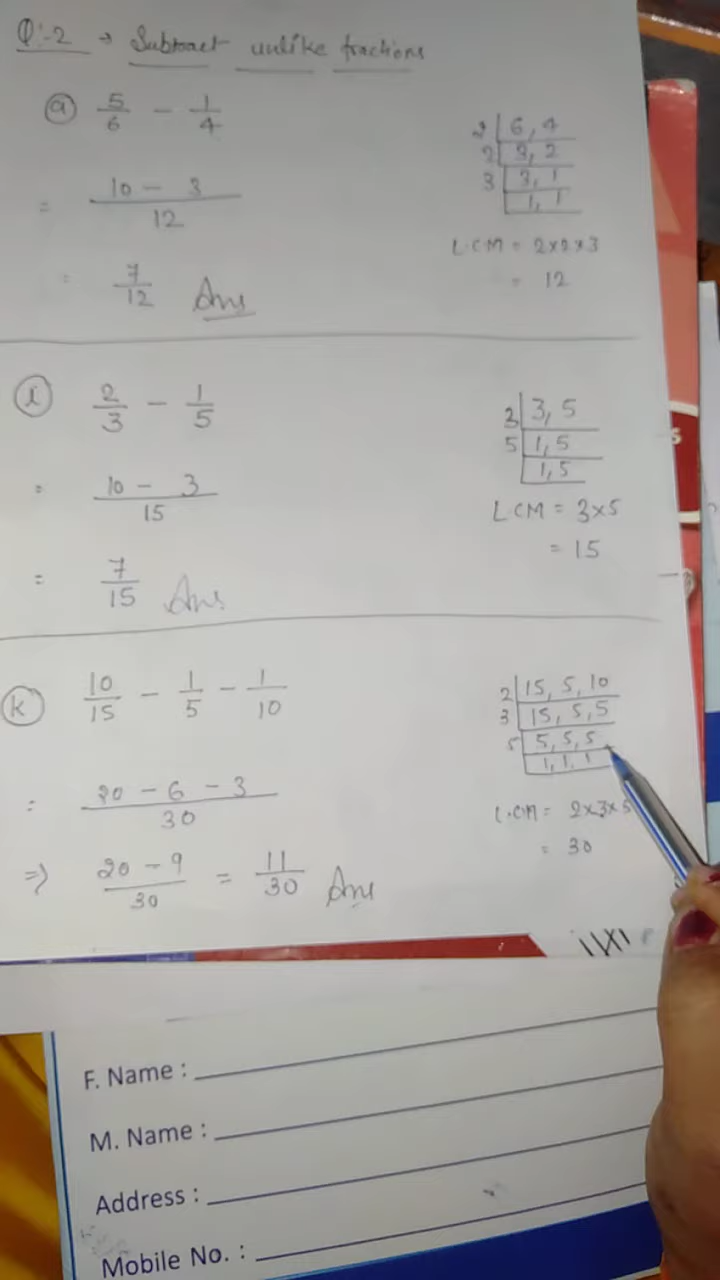 Q:-2 → Subtract unlike fractions
(a) 5/6 - 1/4
= 10 - 3 / 12
= 7/12 Ans
2 | 6, 4
2 | 3, 2
3 | 3, 1
1, 1
LCM = 2×2×3
= 12
(i) 2/3 - 1/5
= 10 - 3 / 15
= 7/15 Ans
3 | 3, 5
5 | 1, 5
1, 5
LCM = 3×5
= 15
(k) 10/15 - 1/5 - 1/10
= 20 - 6 - 3 / 30
⇒ 20 - 9 / 30 = 11/30 Ans
2 | 15, 5, 10
3 | 15, 5, 5
5 | 5, 5, 5
1, 1, 1
L.CM = 2×3×5
= 30
F. Name :
M. Name :
Address :
Mobile No. :